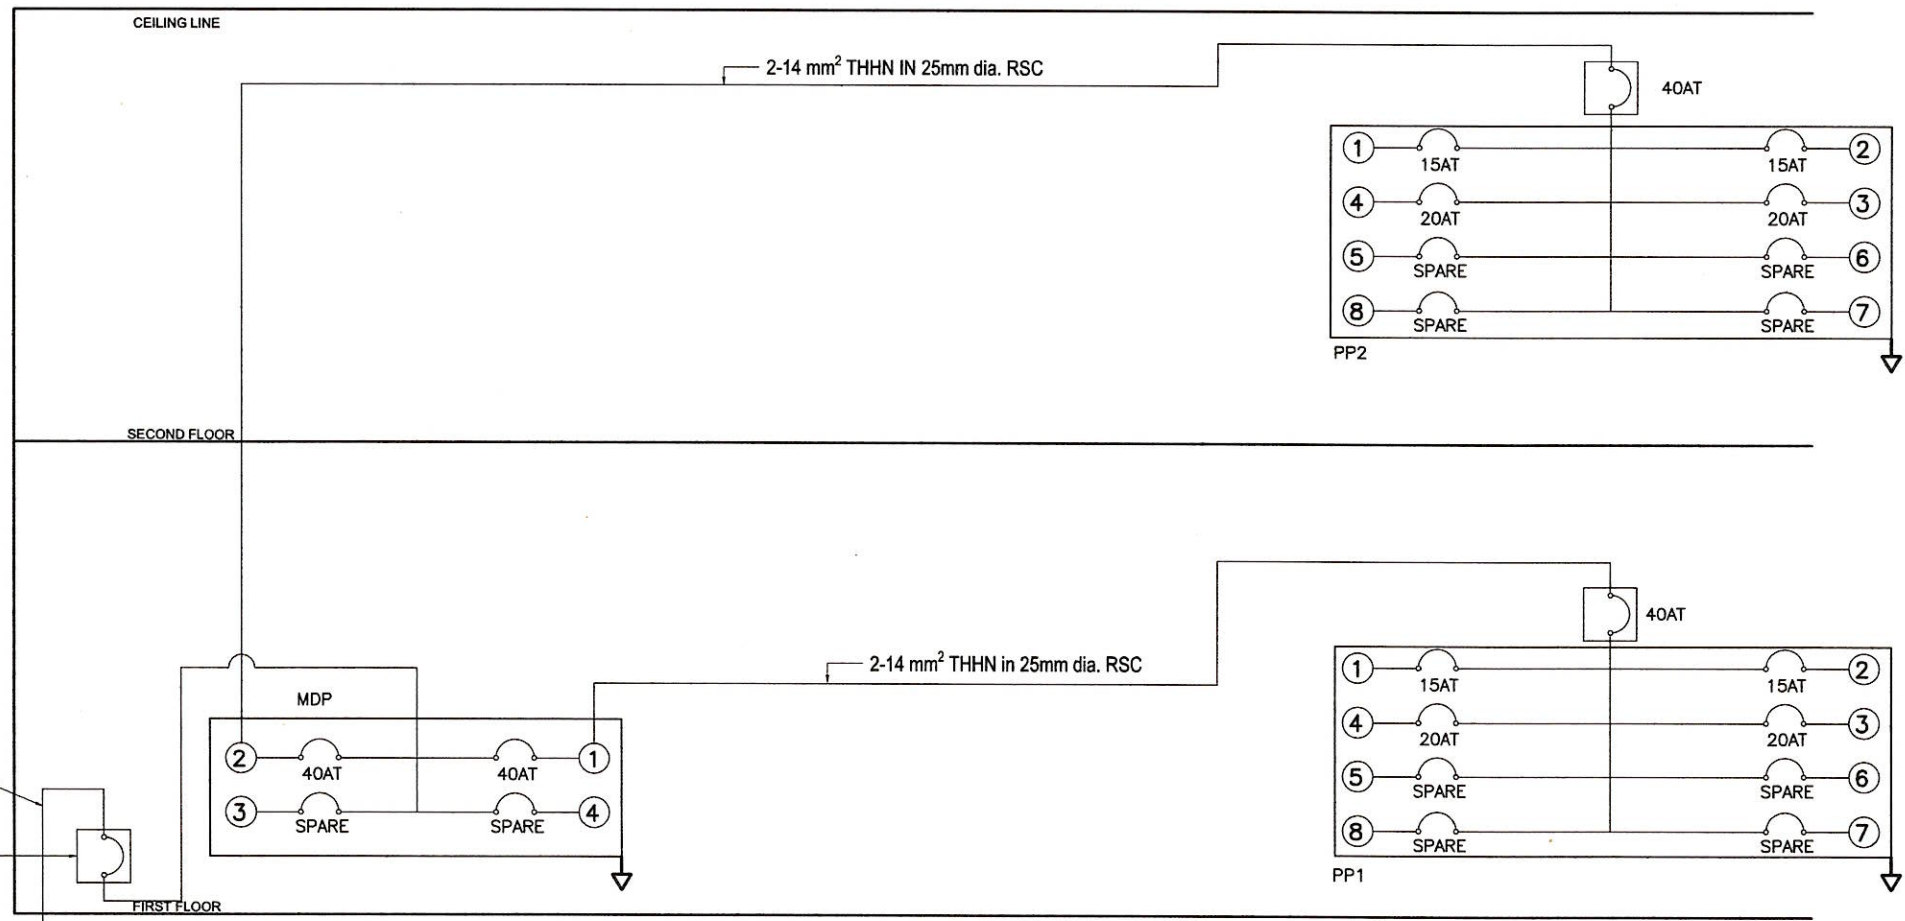 CEILING LINE
2-14 mm² THHN IN 25mm dia. RSC
40AT
1 15AT 15AT 2
4 20AT 20AT 3
5 SPARE SPARE 6
8 SPARE SPARE 7
PP2
SECOND FLOOR
40AT
2-14 mm² THHN in 25mm dia. RSC
MDP
2 40AT 40AT 1
3 SPARE SPARE 4
1 15AT 15AT 2
4 20AT 20AT 3
5 SPARE SPARE 6
8 SPARE SPARE 7
PP1
FIRST FLOOR